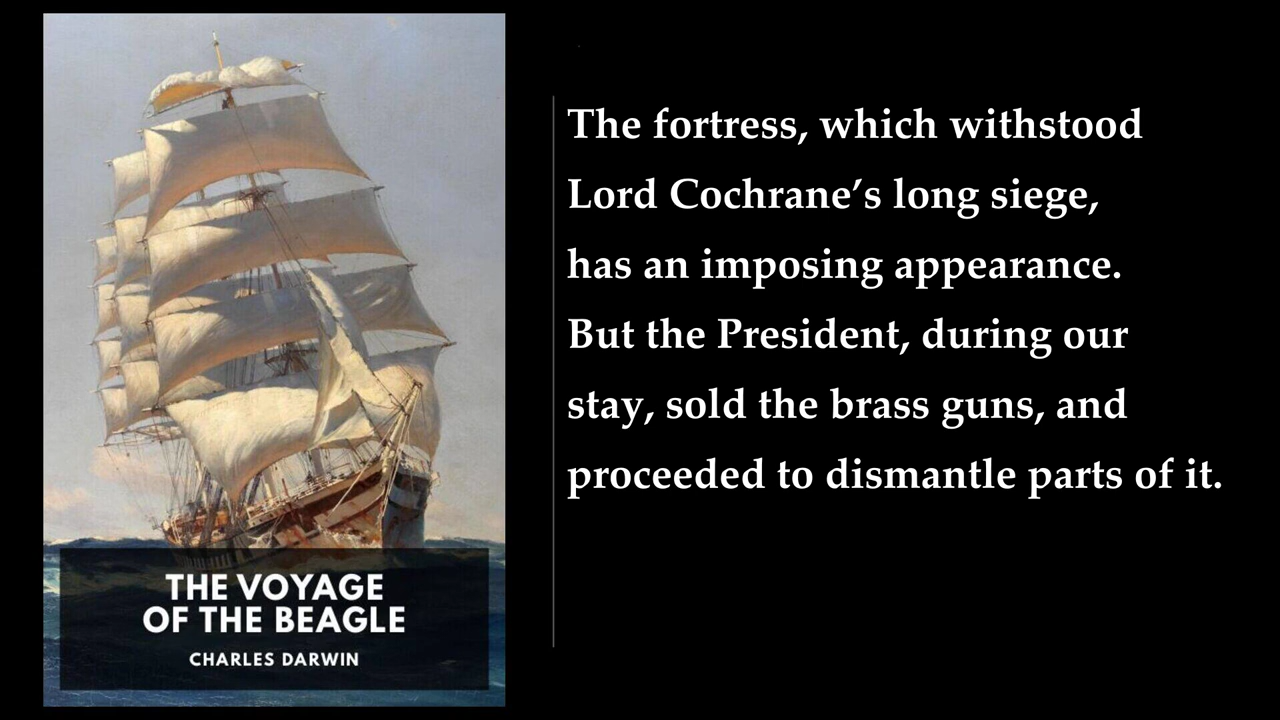 THE VOYAGE
OF THE BEAGLE
CHARLES DARWIN
The fortress, which withstood
Lord Cochrane’s long siege,
has an imposing appearance.
But the President, during our
stay, sold the brass guns, and
proceeded to dismantle parts of it.